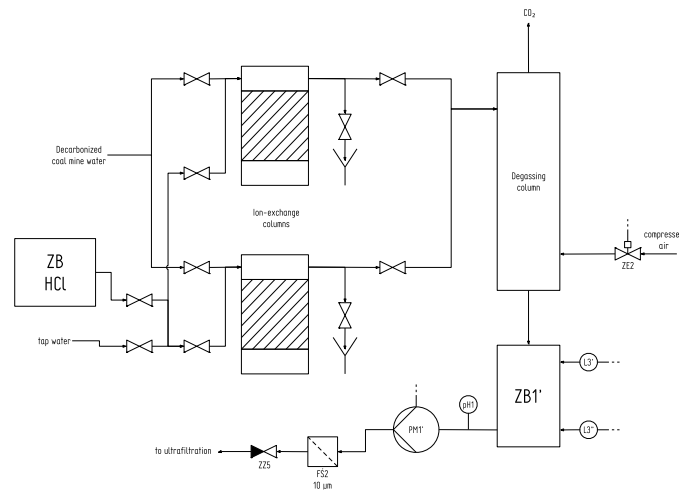 CO₂
Decarbonized
coal mine water
Degassing
column
Ion-exchange
columns
compresse
air
ZE2
ZB
HCl
tap water
L3'
ZB1'
pH1
PM1'
L3"
to ultrafiltration
ZZ5
FŚ2
10 µm